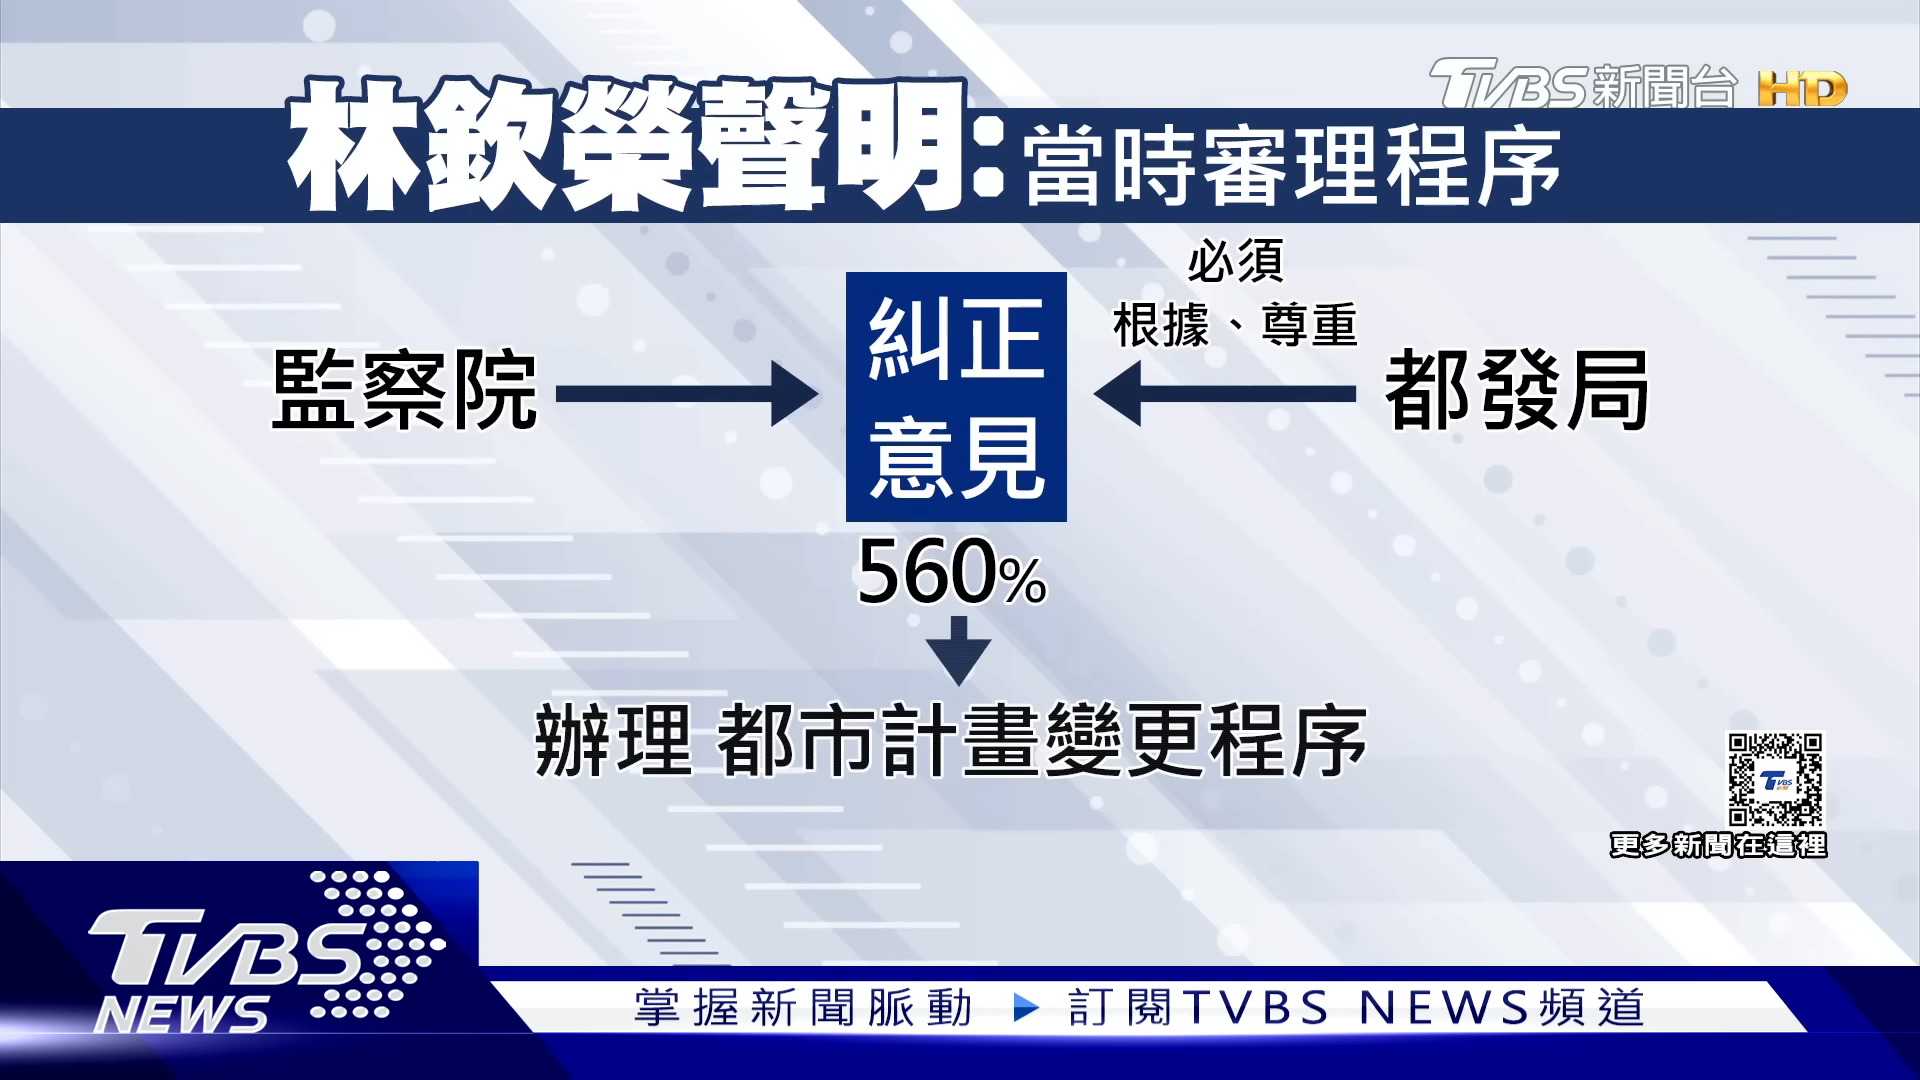 TVBS新聞台 HD
林欽榮聲明:當時審理程序
必須
根據、尊重
監察院
糾正
意見
都發局
560%
辦理 都市計畫變更程序
TVBS
新聞
更多新聞在這裡
TVBS
NEWS
掌握新聞脈動 訂閱TVBS NEWS頻道